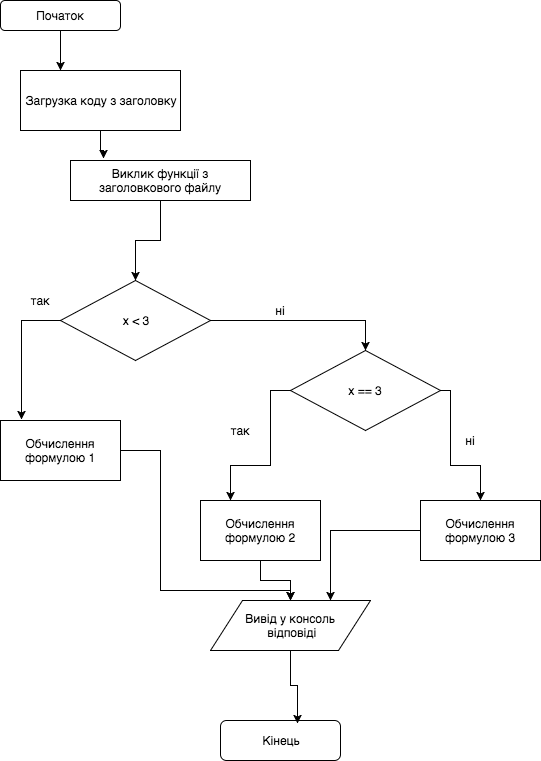 Початок
Загрузка коду з заголовку
Виклик функції з
заголовкового файлу
так
x < 3
ні
x == 3
так
ні
Обчислення
формулою 1
Обчислення
формулою 2
Обчислення
формулою 3
Вивід у консоль
відповіді
Кінець